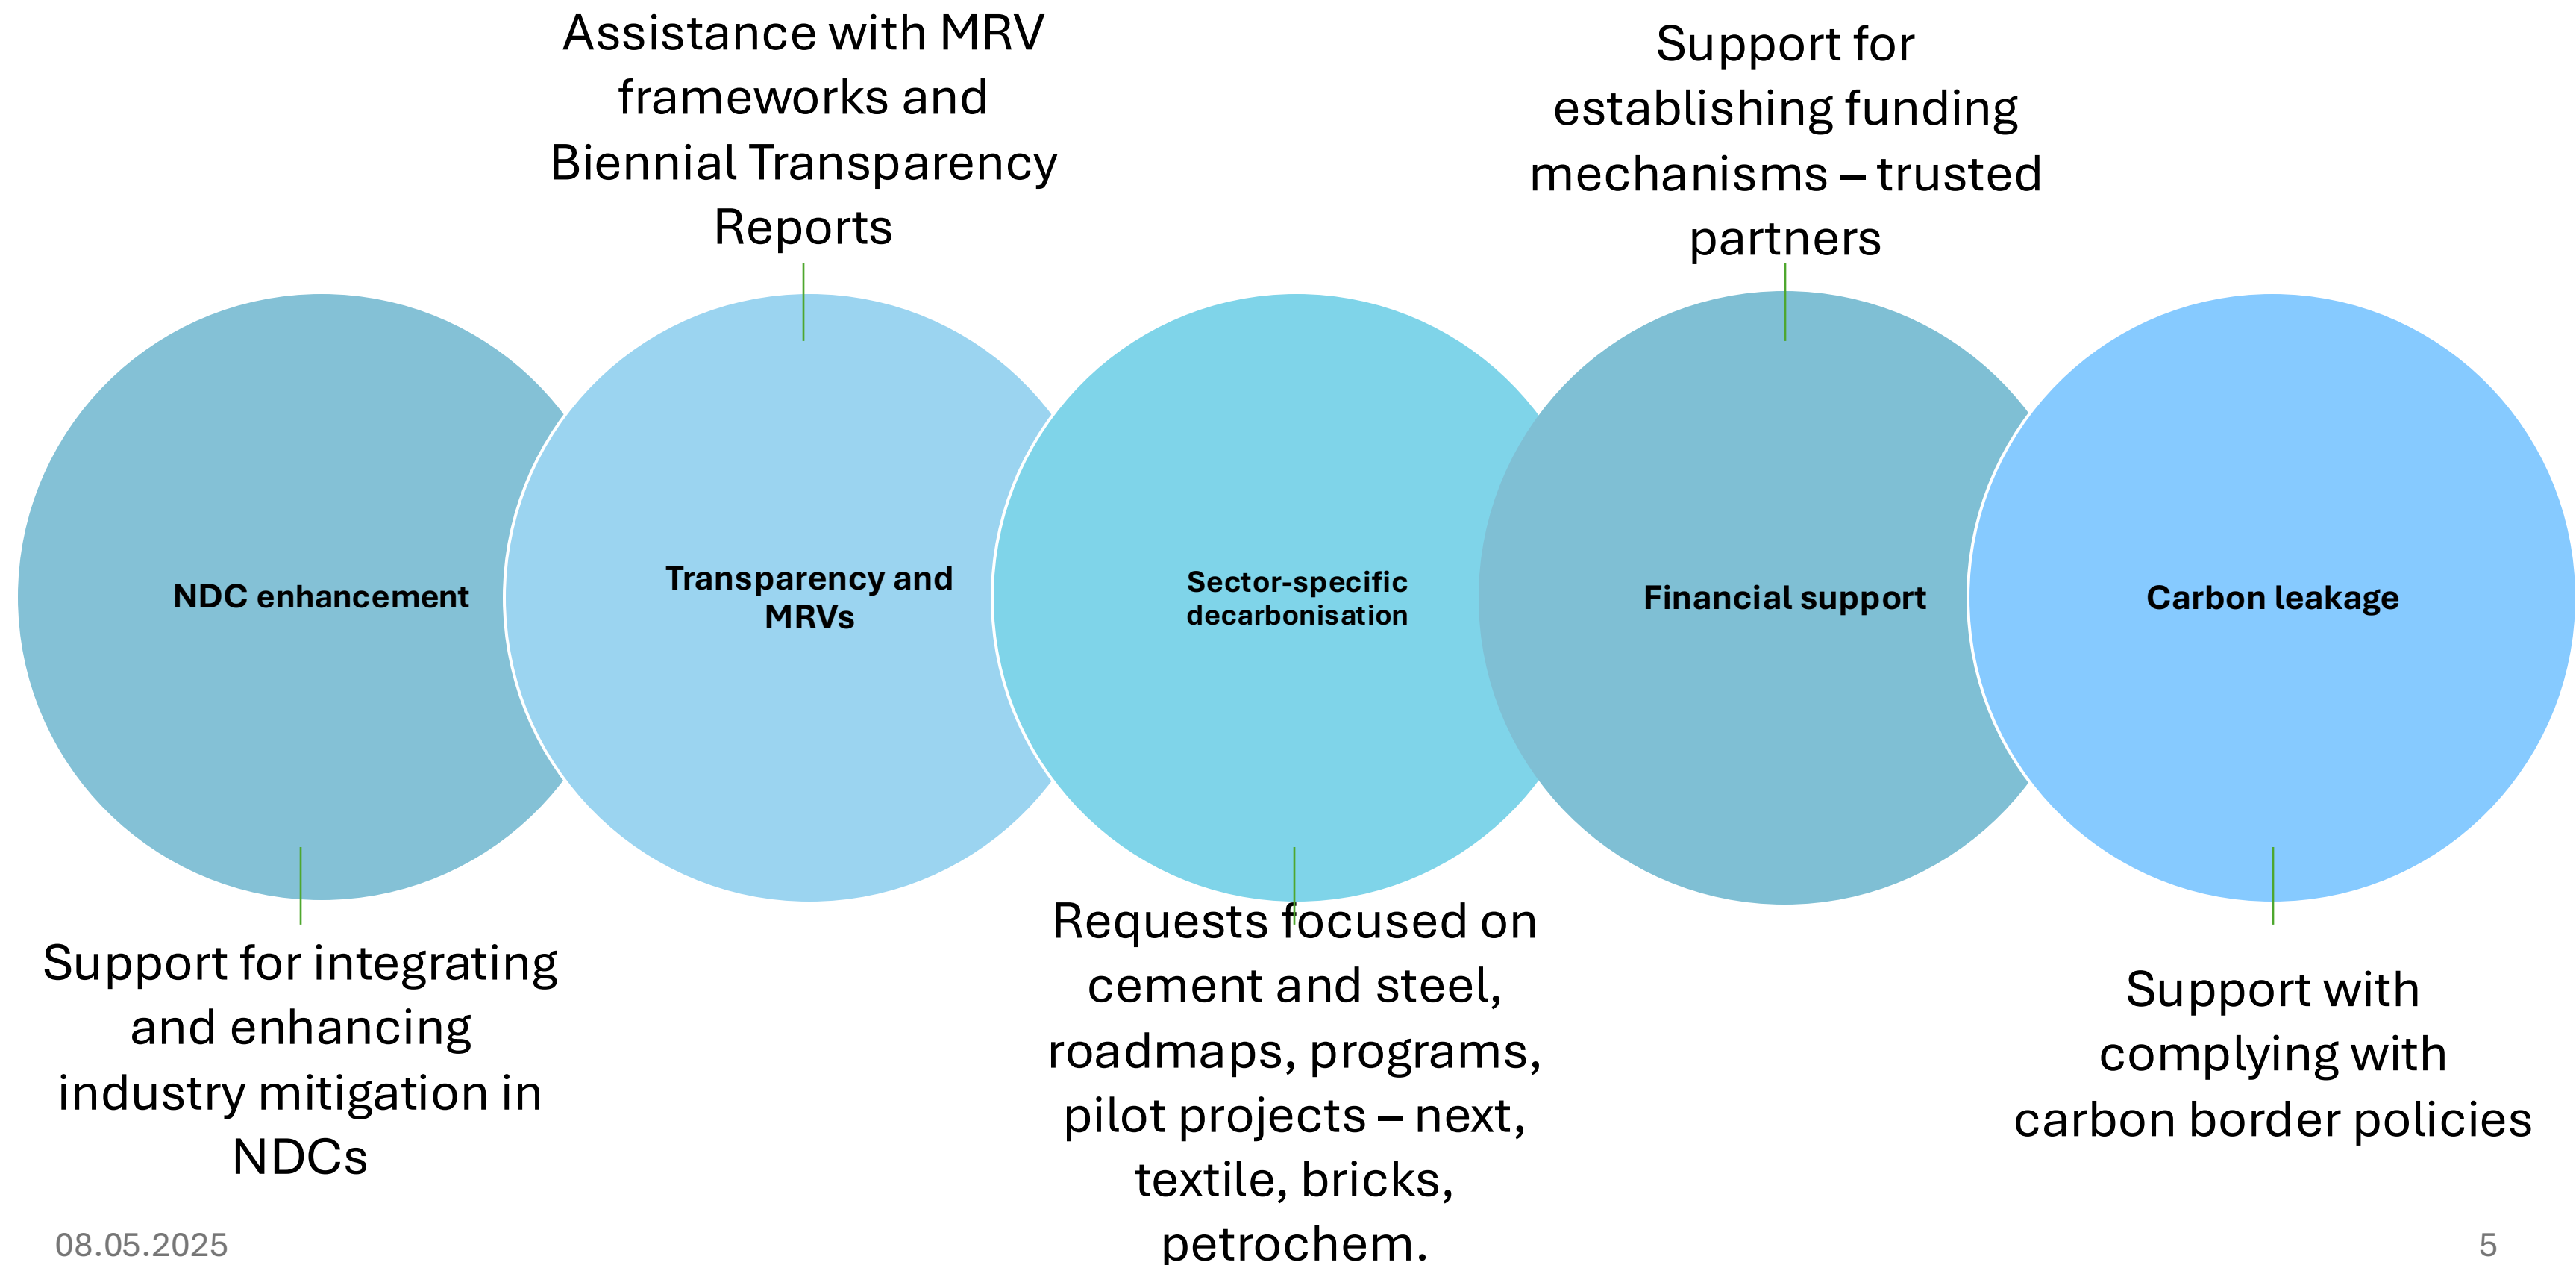 Assistance with MRV
frameworks and
Biennial Transparency
Reports
Support for
establishing funding
mechanisms – trusted
partners
NDC enhancement
Transparency and
MRVs
Sector-specific
decarbonisation
Financial support
Carbon leakage
Support for integrating
and enhancing
industry mitigation in
NDCs
Requests focused on
cement and steel,
roadmaps, programs,
pilot projects – next,
textile, bricks,
petrochem.
Support with
complying with
carbon border policies
08.05.2025
5